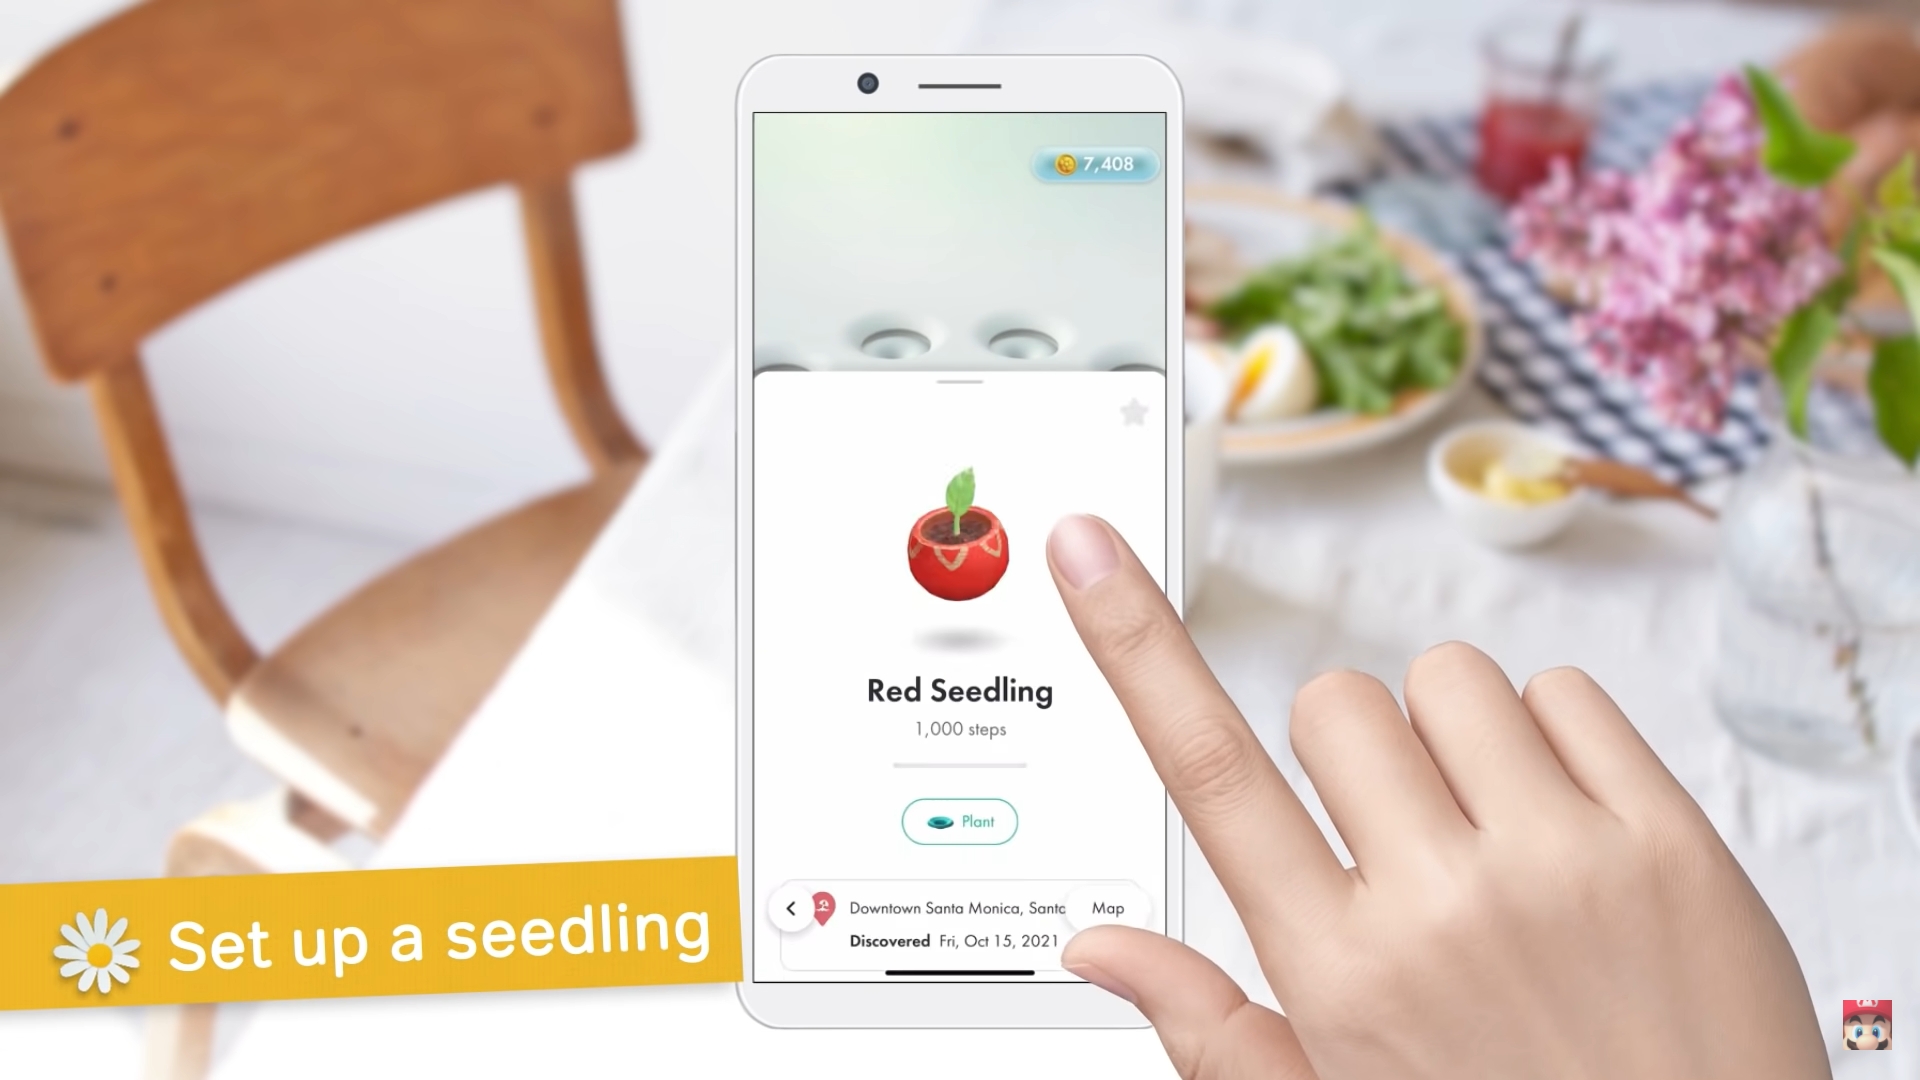 7,408
Red Seedling
1,000 steps
Plant
Downtown Santa Monica, Santa
Map
Discovered Fri, Oct 15, 2021
Set up a seedling